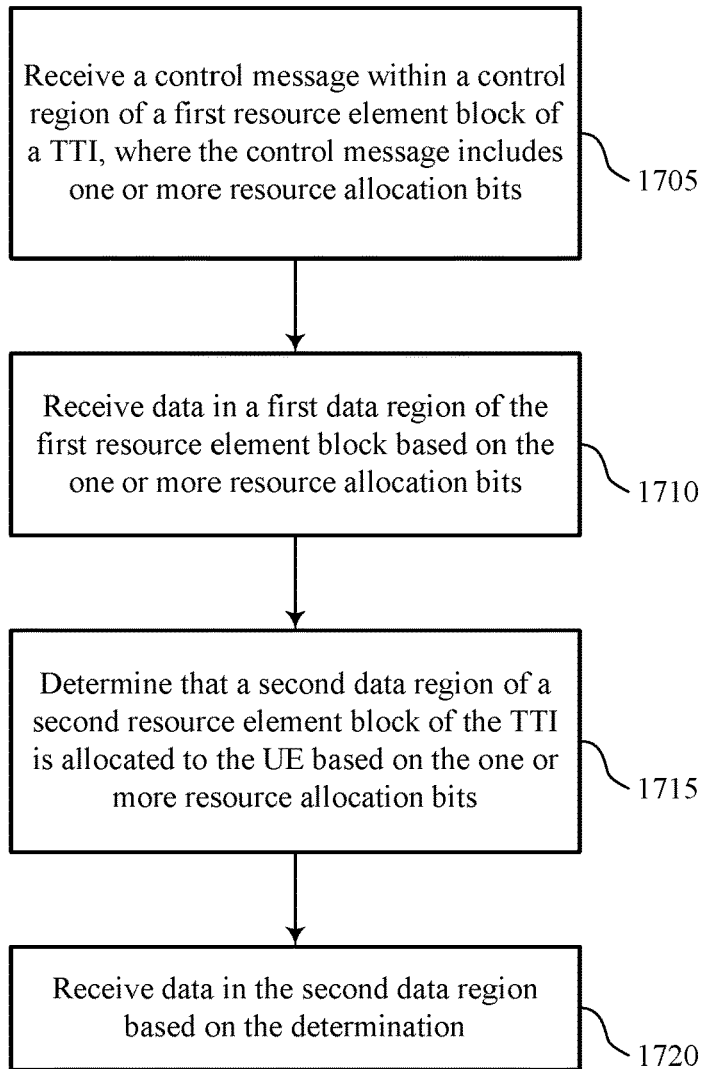 Receive a control message within a control
region of a first resource element block of
a TTI, where the control message includes
one or more resource allocation bits
1705
Receive data in a first data region of the
first resource element block based on the
one or more resource allocation bits
1710
Determine that a second data region of a
second resource element block of the TTI
is allocated to the UE based on the one or
more resource allocation bits
1715
Receive data in the second data region
based on the determination
1720